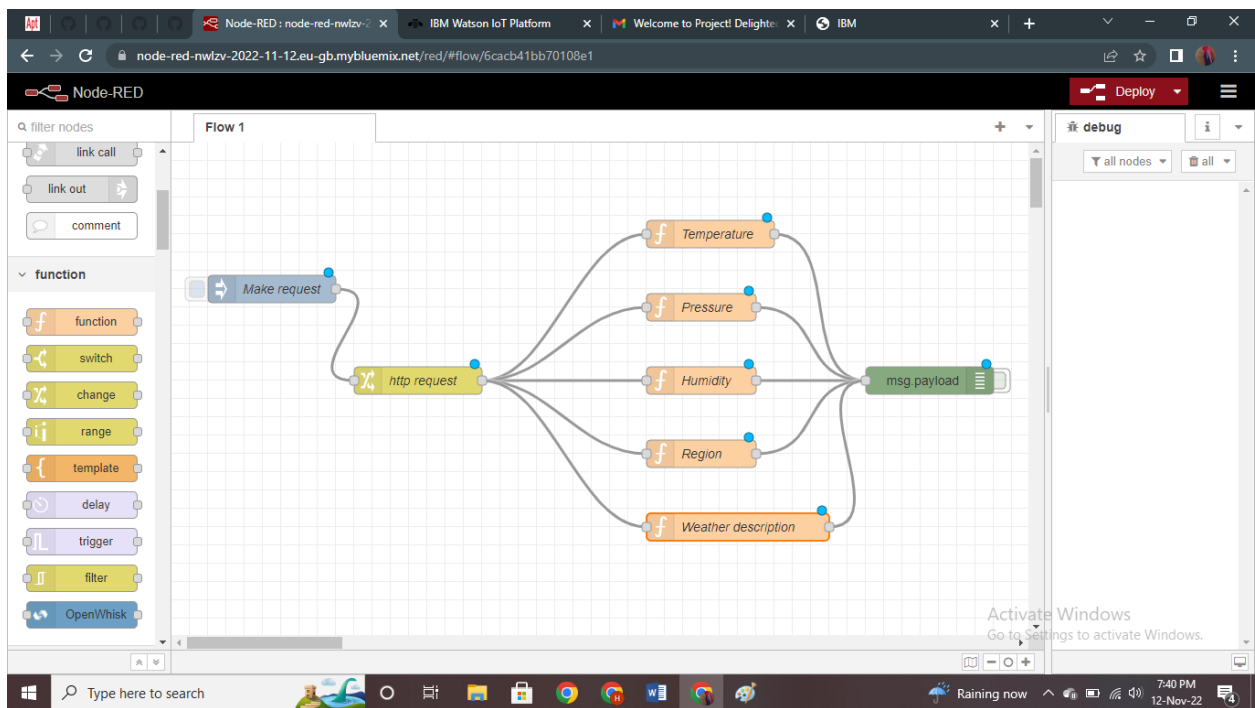 Apt
Node-RED : node-red-nwlzv-2
IBM Watson IoT Platform
Welcome to Project! Delighted
IBM
node-red-nwlzv-2022-11-12.eu-gb.mybluemix.net/red/#flow/6cacb41bb70108e1
Node-RED
Deploy
filter nodes
Flow 1
debug
i
link call
all nodes
all
link out
comment
Temperature
function
Make request
Pressure
function
switch
http request
Humidity
msg.payload
change
range
Region
template
delay
Weather description
trigger
filter
OpenWhisk
Activate Windows
Go to Settings to activate Windows.
Type here to search
Raining now
7:40 PM
12-Nov-22
4